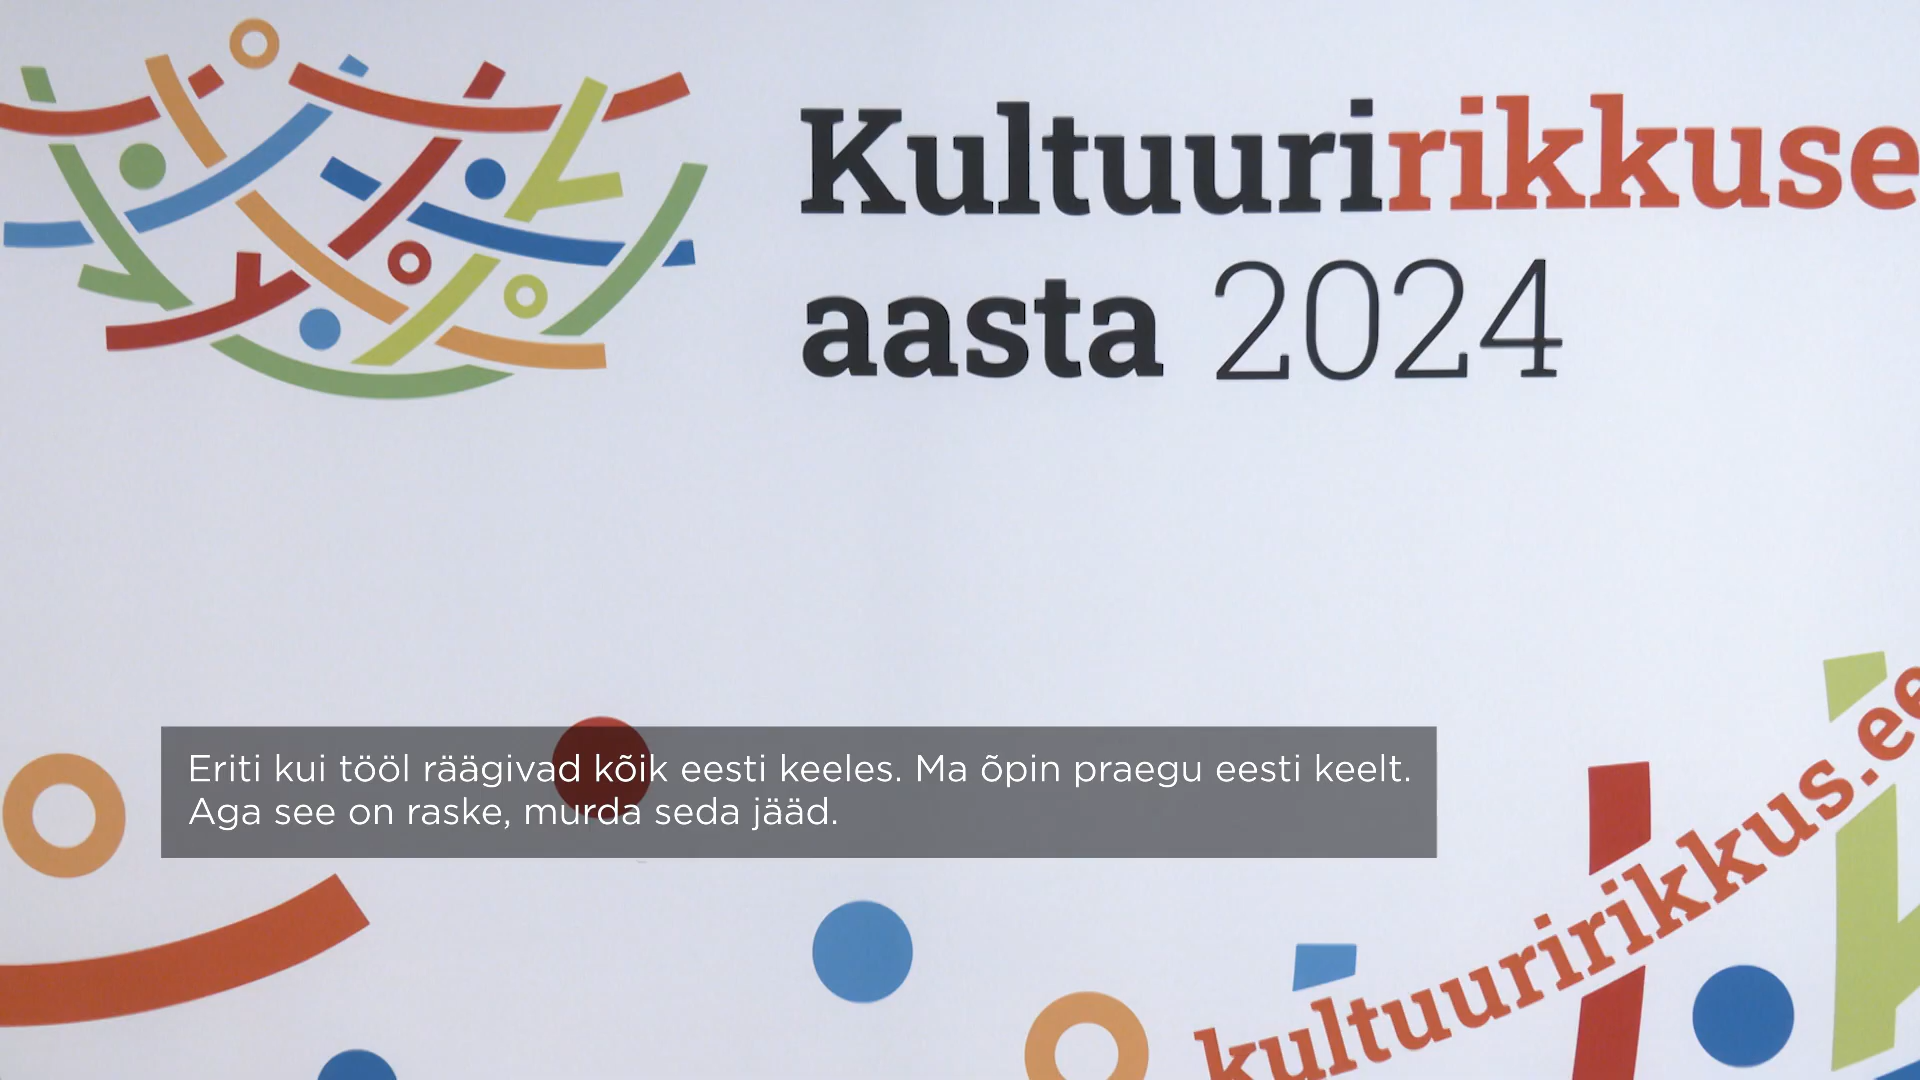 Kultuuririkkuse
aasta 2024
Eriti kui tööl räägivad kõik eesti keeles. Ma õpin praegu eesti keelt.
Aga see on raske, murda seda jääd.
kultuuririkkus.ee